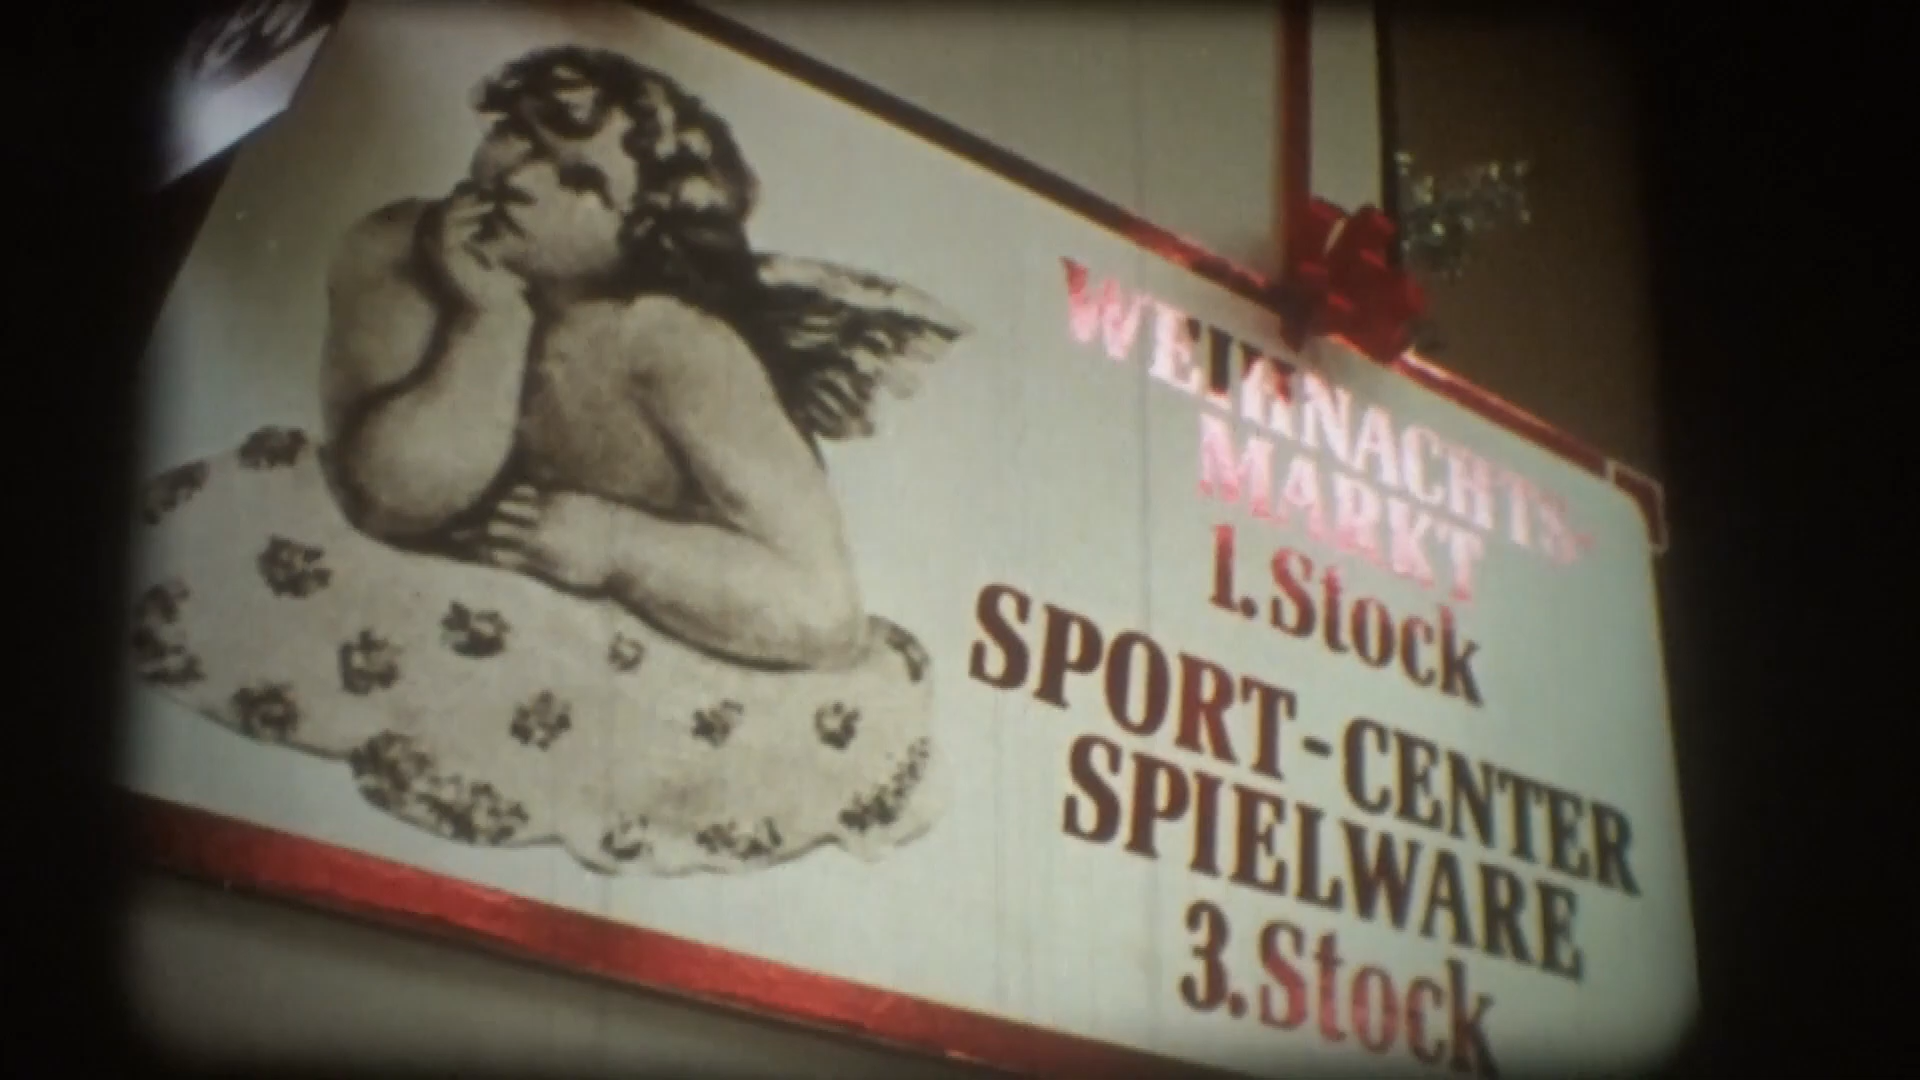 WEIHNACHTS-
MARKT
1. Stock
SPORT-CENTER
SPIELWARE
3. Stock